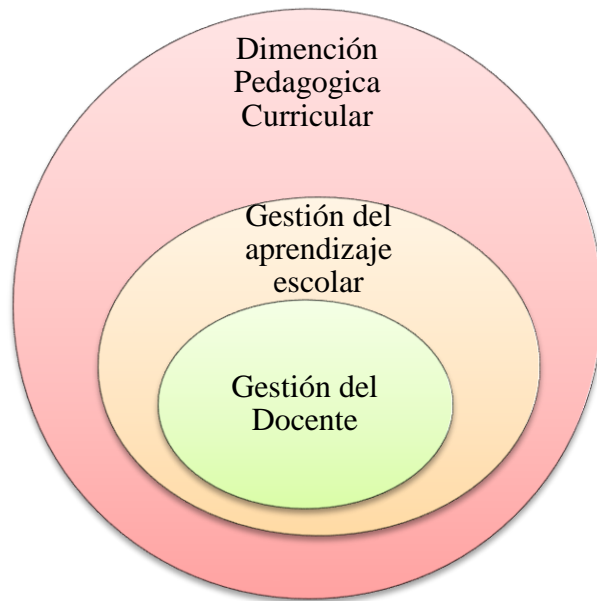 Dimención
Pedagogica
Curricular
Gestión del
aprendizaje
escolar
Gestión del
Docente